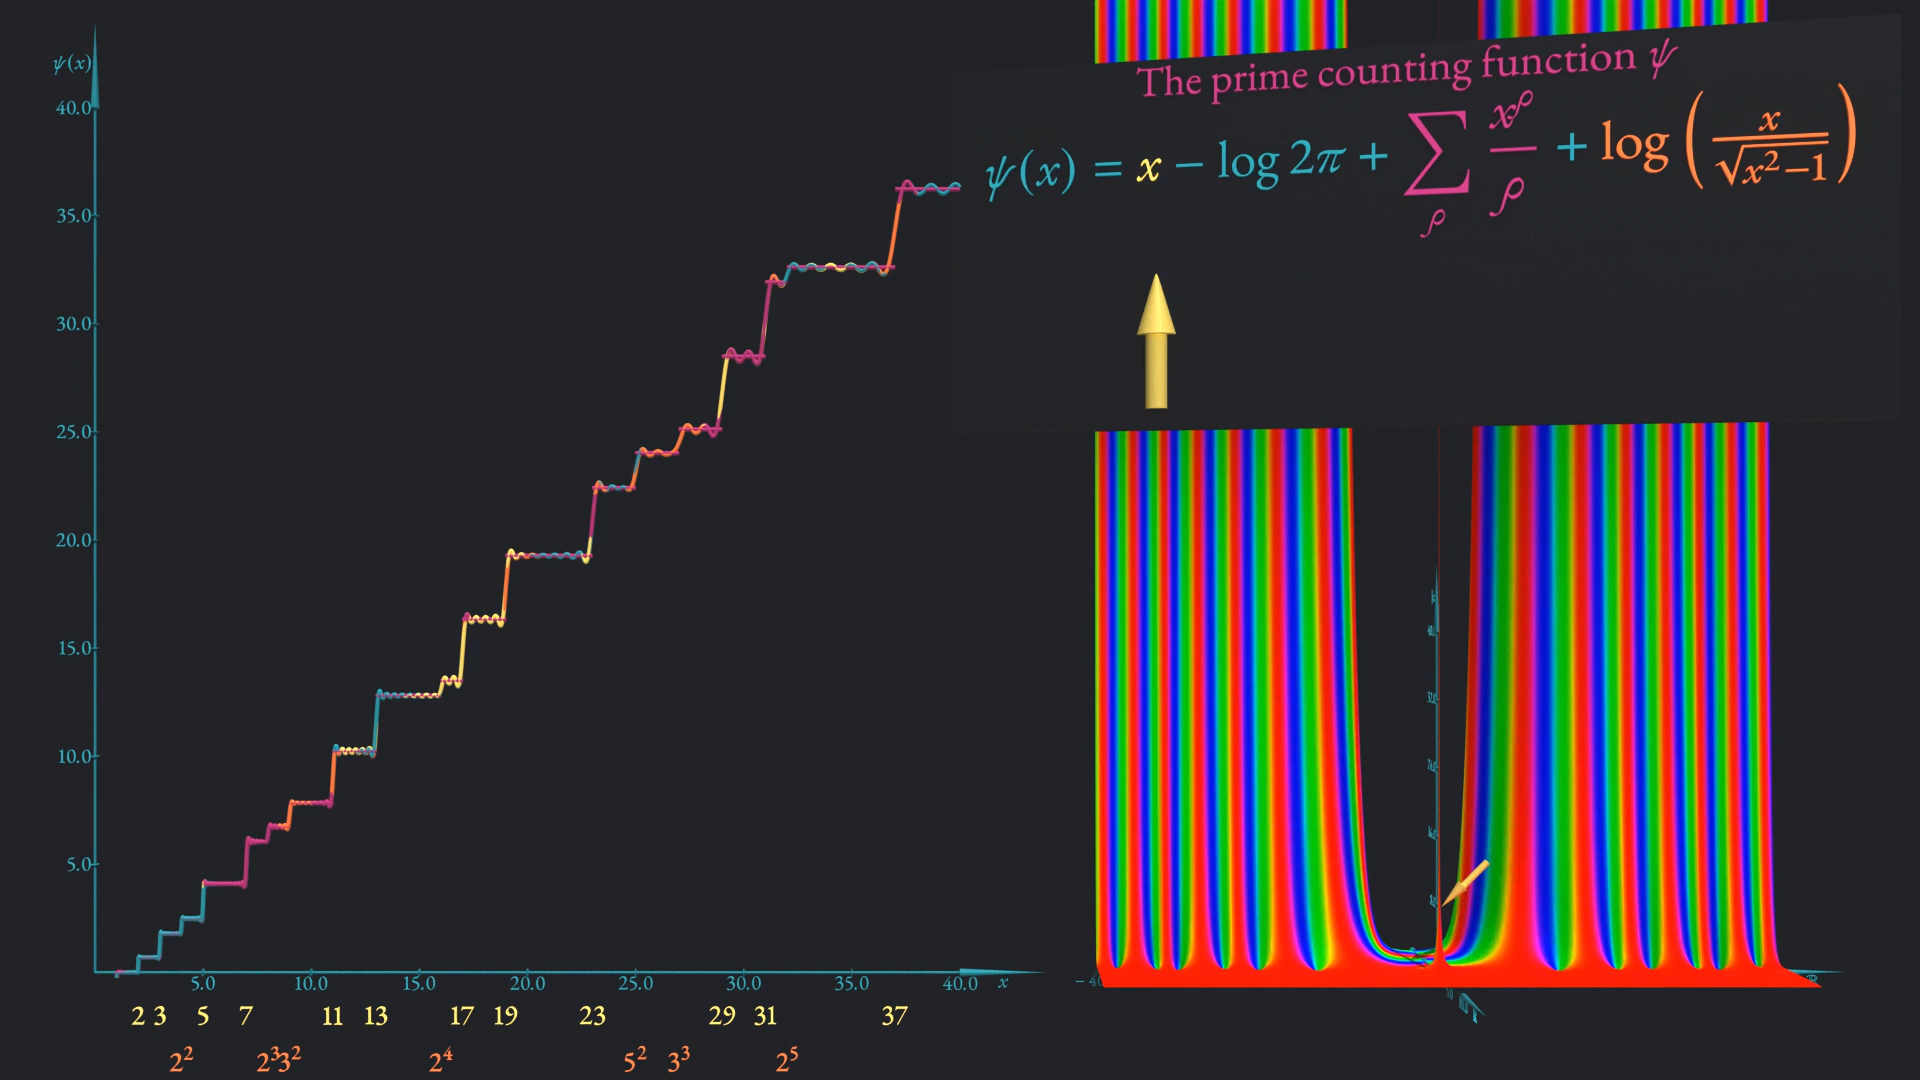 The prime counting function ψ
ψ(x) = x − log 2π + ∑ρ x^ρ/ρ + log (x/√(x²−1))
ψ(x)
40.0
35.0
30.0
25.0
20.0
15.0
10.0
5.0
5.0 10.0 15.0 20.0 25.0 30.0 35.0 40.0 x
2 3 5 7 11 13 17 19 23 29 31 37
2² 2³ 3² 2⁴ 5² 3³ 2⁵